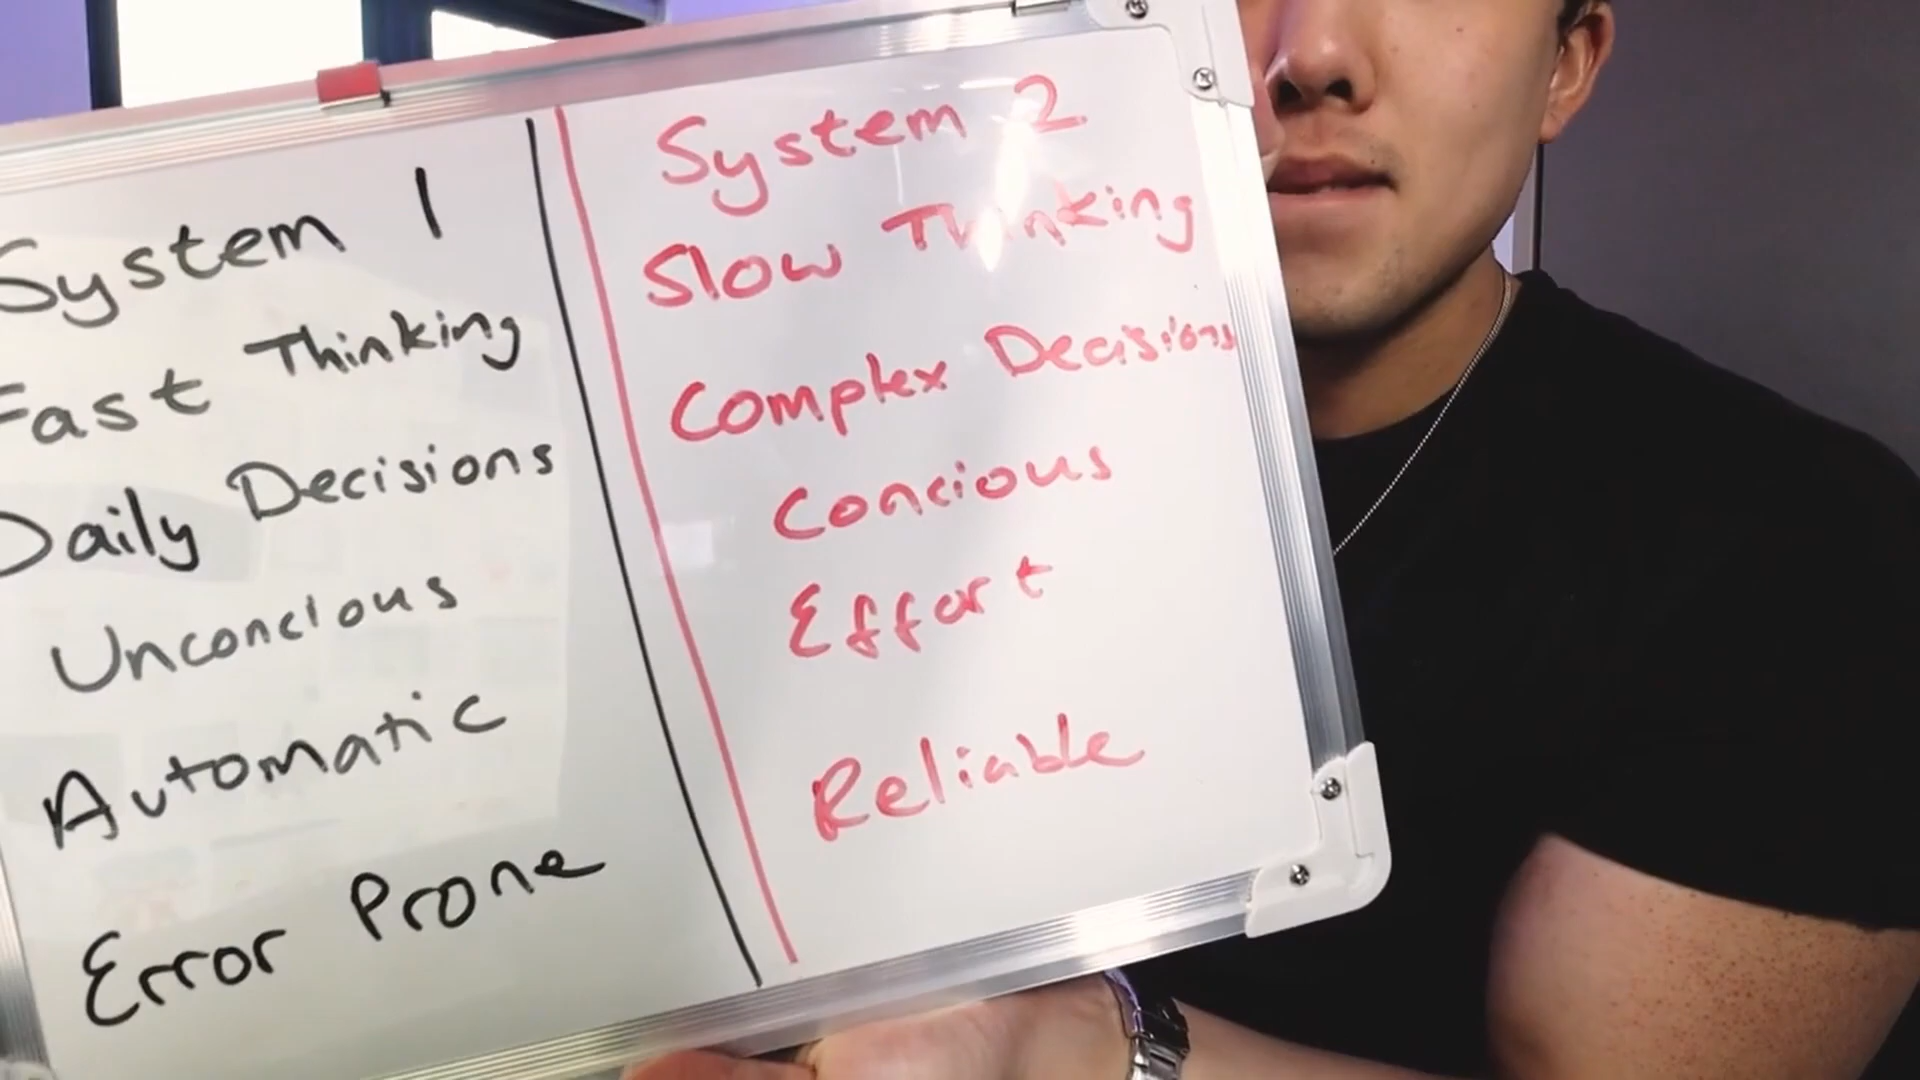 System 1
Fast Thinking
Daily Decisions
Unconcious
Automatic
Error Prone
System 2
Slow Thinking
Complex Decisions
Concious
Effort
Reliable